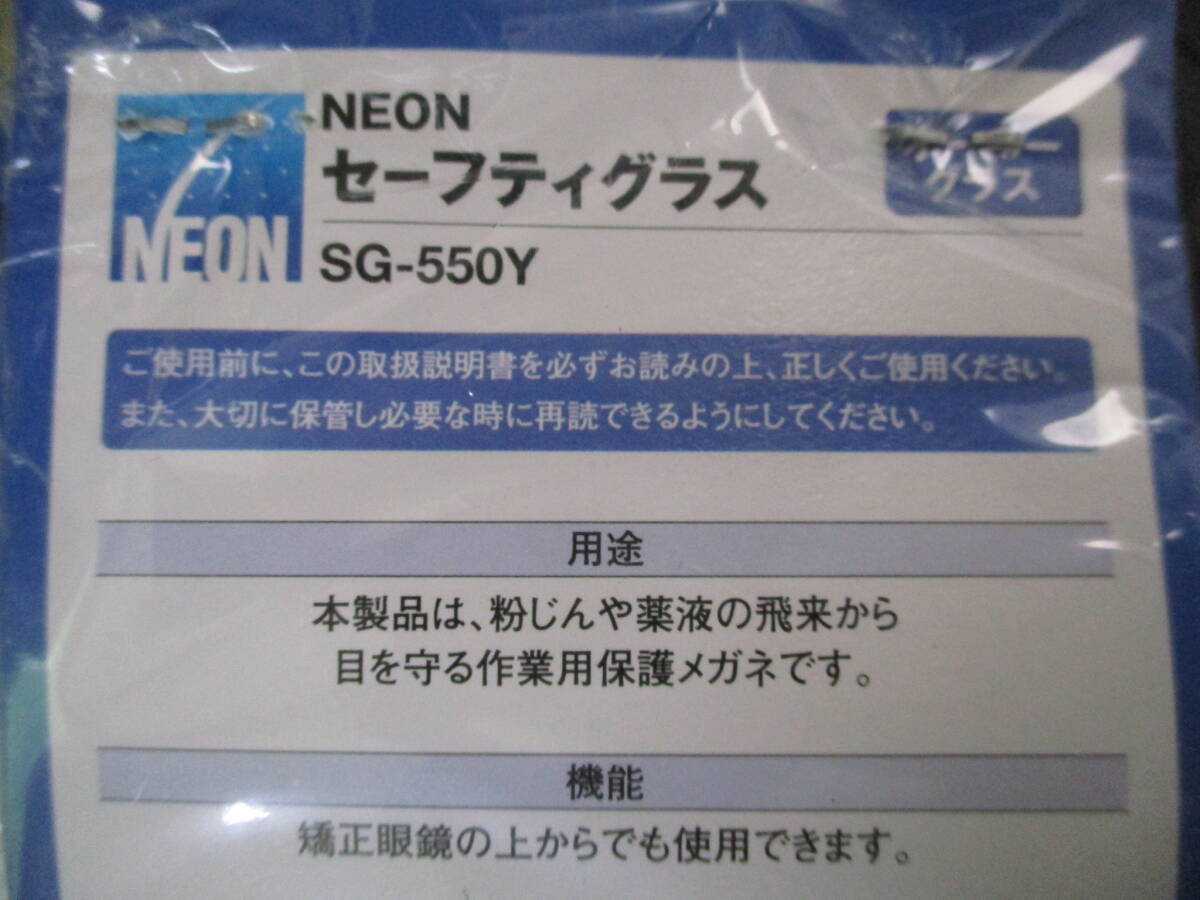 NEON
セーフティグラス
NEON
SG-550Y
グラス
ご使用前に、この取扱説明書を必ずお読みの上、正しくご使用ください。
また、大切に保管し必要な時に再読できるようにしてください。
用途
本製品は、粉じんや薬液の飛来から
目を守る作業用保護メガネです。
機能
矯正眼鏡の上からでも使用できます。